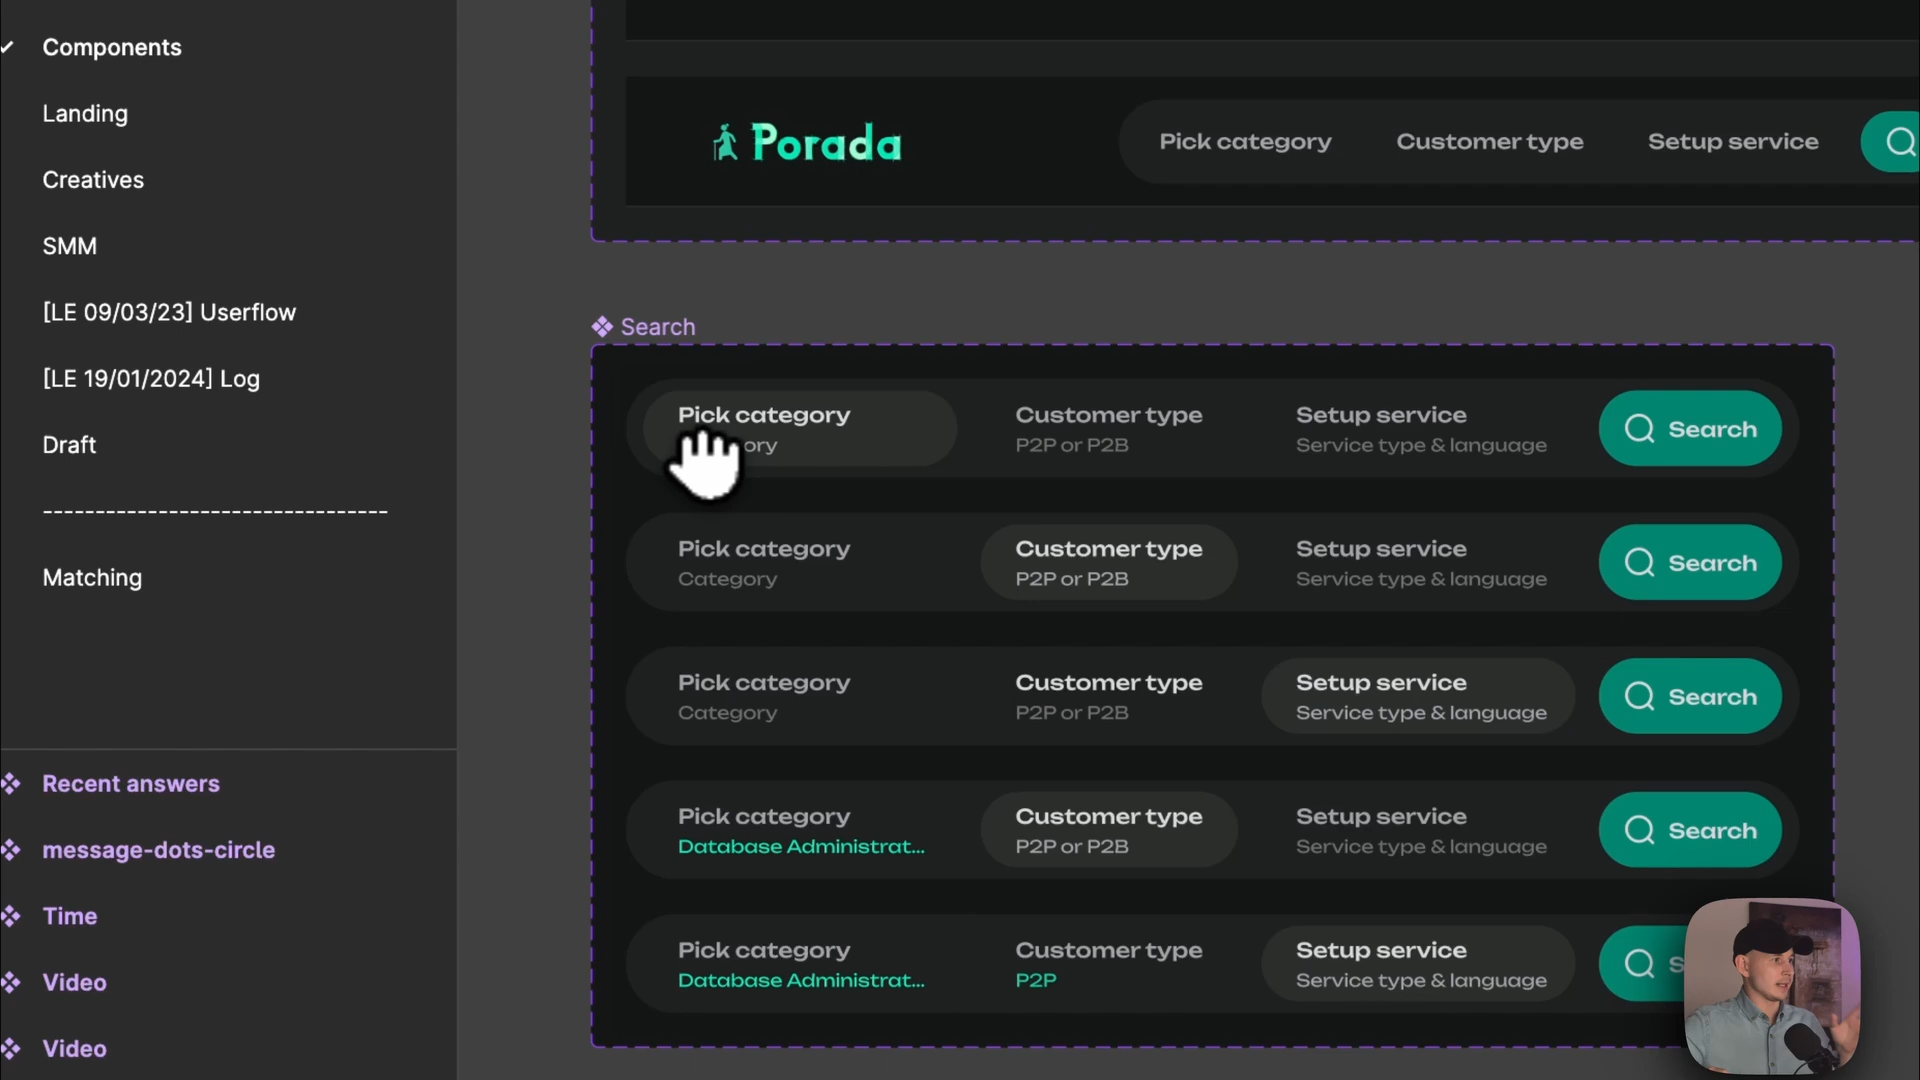 Components
Landing
Creatives
SMM
[LE 09/03/23] Userflow
[LE 19/01/2024] Log
Draft
---------------------------------
Matching
Recent answers
message-dots-circle
Time
Video
Video
Porada
Pick category Customer type Setup service
Search
Pick category Customer type Setup service
ory P2P or P2B Service type & language
Search
Pick category Customer type Setup service
Category P2P or P2B Service type & language
Search
Pick category Customer type Setup service
Category P2P or P2B Service type & language
Search
Pick category Customer type Setup service
Database Administrat... P2P or P2B Service type & language
Search
Pick category Customer type Setup service
Database Administrat... P2P Service type & language